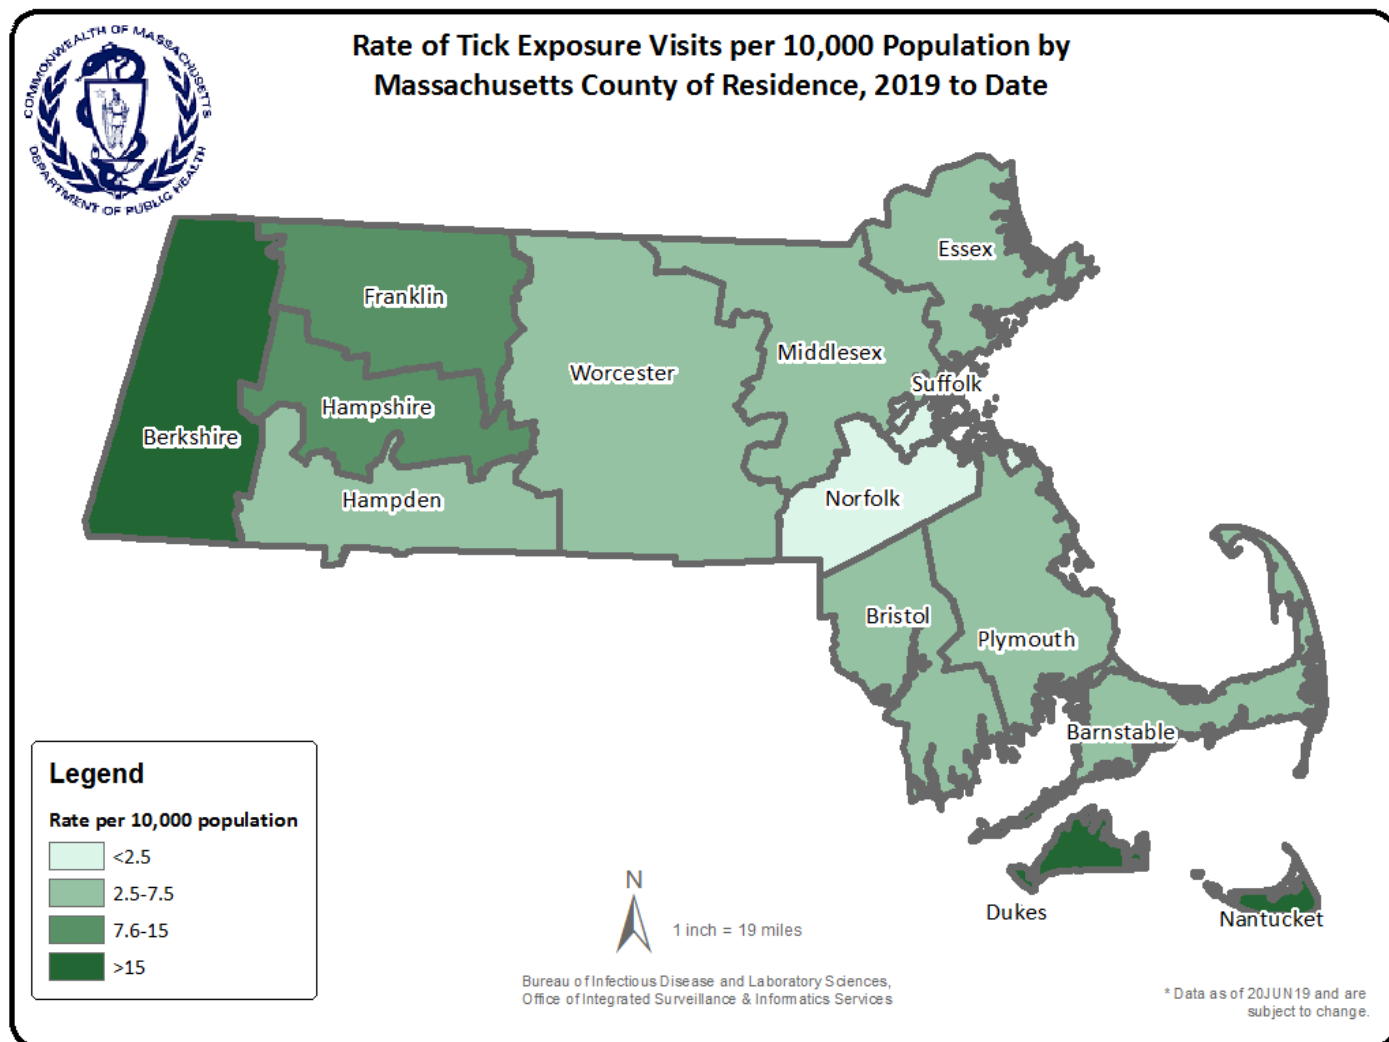 COMMONWEALTH OF MASSACHUSETTS
DEPARTMENT OF PUBLIC HEALTH
Rate of Tick Exposure Visits per 10,000 Population by
Massachusetts County of Residence, 2019 to Date
Essex
Franklin
Middlesex
Worcester
Suffolk
Hampshire
Berkshire
Hampden
Norfolk
Bristol
Plymouth
Barnstable
Dukes
Nantucket
Legend
Rate per 10,000 population
<2.5
2.5-7.5
7.6-15
>15
N
1 inch = 19 miles
Bureau of Infectious Disease and Laboratory Sciences,
Office of Integrated Surveillance & Informatics Services
* Data as of 20JUN19 and are
subject to change.